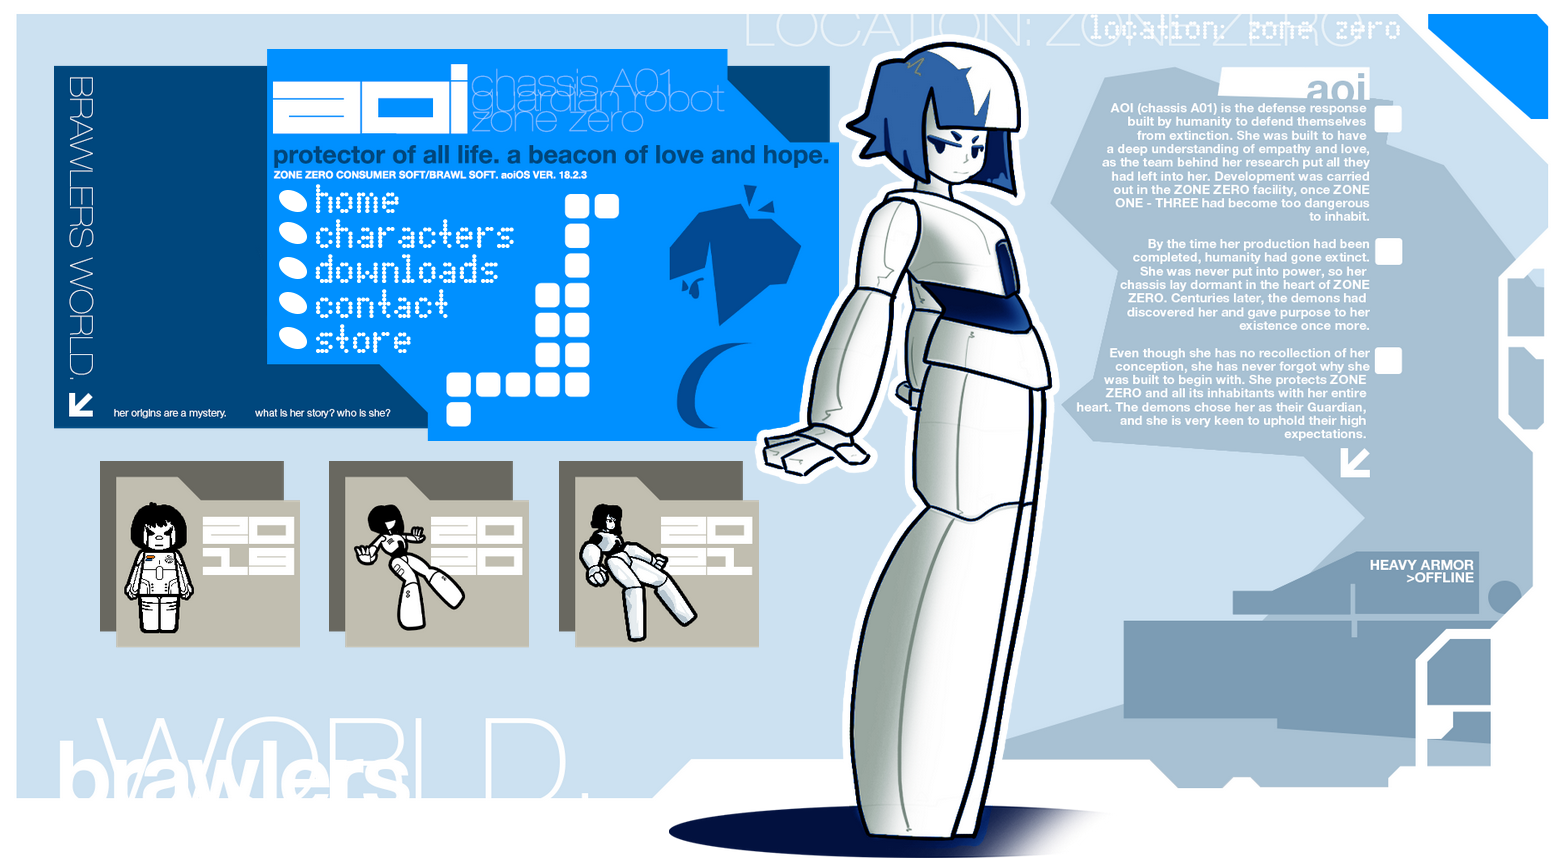 LOCATION: ZONE ZERO
location: zone zero
BRAWLERS WORLD.
aoi
chassis A01
guardian robot
zone zero
protector of all life. a beacon of love and hope.
ZONE ZERO CONSUMER SOFT/BRAWL SOFT. aoiOS VER. 18.2.3
home
characters
downloads
contact
store
her origins are a mystery.
what is her story? who is she?
aoi
AOI (chassis A01) is the defense response
built by humanity to defend themselves
from extinction. She was built to have
a deep understanding of empathy and love,
as the team behind her research put all they
had left into her. Development was carried
out in the ZONE ZERO facility, once ZONE
ONE - THREE had become too dangerous
to inhabit.
By the time her production had been
completed, humanity had gone extinct.
She was never put into power, so her
chassis lay dormant in the heart of ZONE
ZERO. Centuries later, the demons had
discovered her and gave purpose to her
existence once more.
Even though she has no recollection of her
conception, she has never forgot why she
was built to begin with. She protects ZONE
ZERO and all its inhabitants with her entire
heart. The demons chose her as their Guardian,
and she is very keen to uphold their high
expectations.
20
19
20
20
20
21
HEAVY ARMOR
>OFFLINE
WORLD.
brawlers